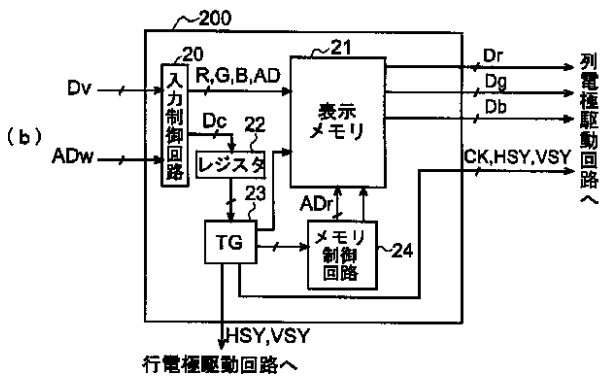 200
20
21
Dv
入力制御回路
R,G,B,AD
表示
メモリ
Dr
Dg
Db
列電極駆動回路へ
(b)
ADw
Dc
22
レジスタ
CK,HSY,VSY
23
TG
ADr
メモリ
制御
回路
24
HSY,VSY
行電極駆動回路へ